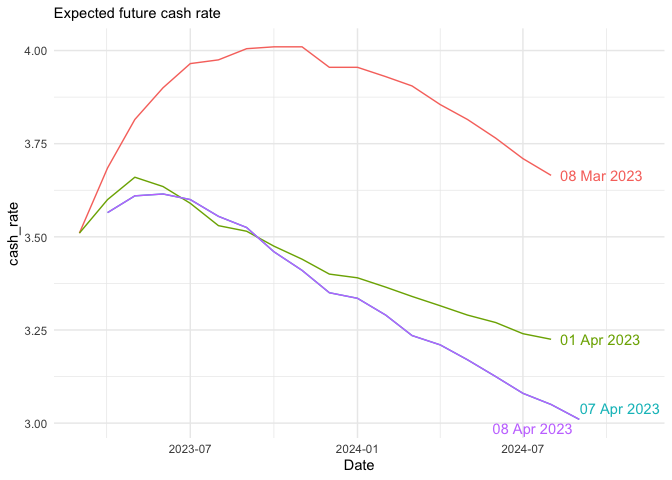 Expected future cash rate
4.00
3.75
3.50
3.25
3.00
cash_rate
08 Mar 2023
01 Apr 2023
07 Apr 2023
08 Apr 2023
2023-07
2024-01
2024-07
Date